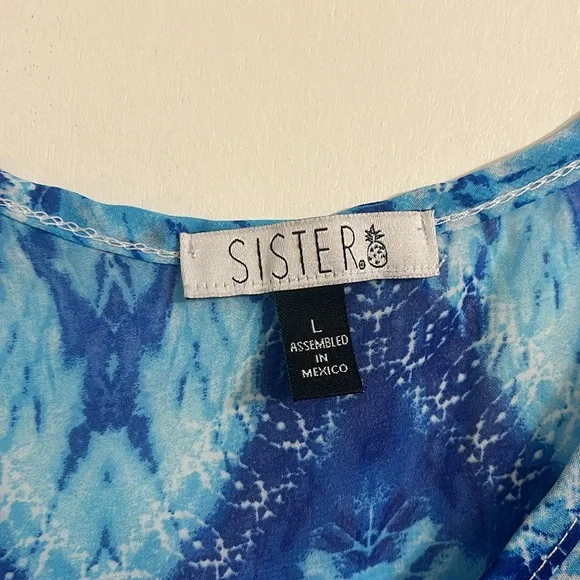 SISTER®
L
ASSEMBLED
IN
MEXICO